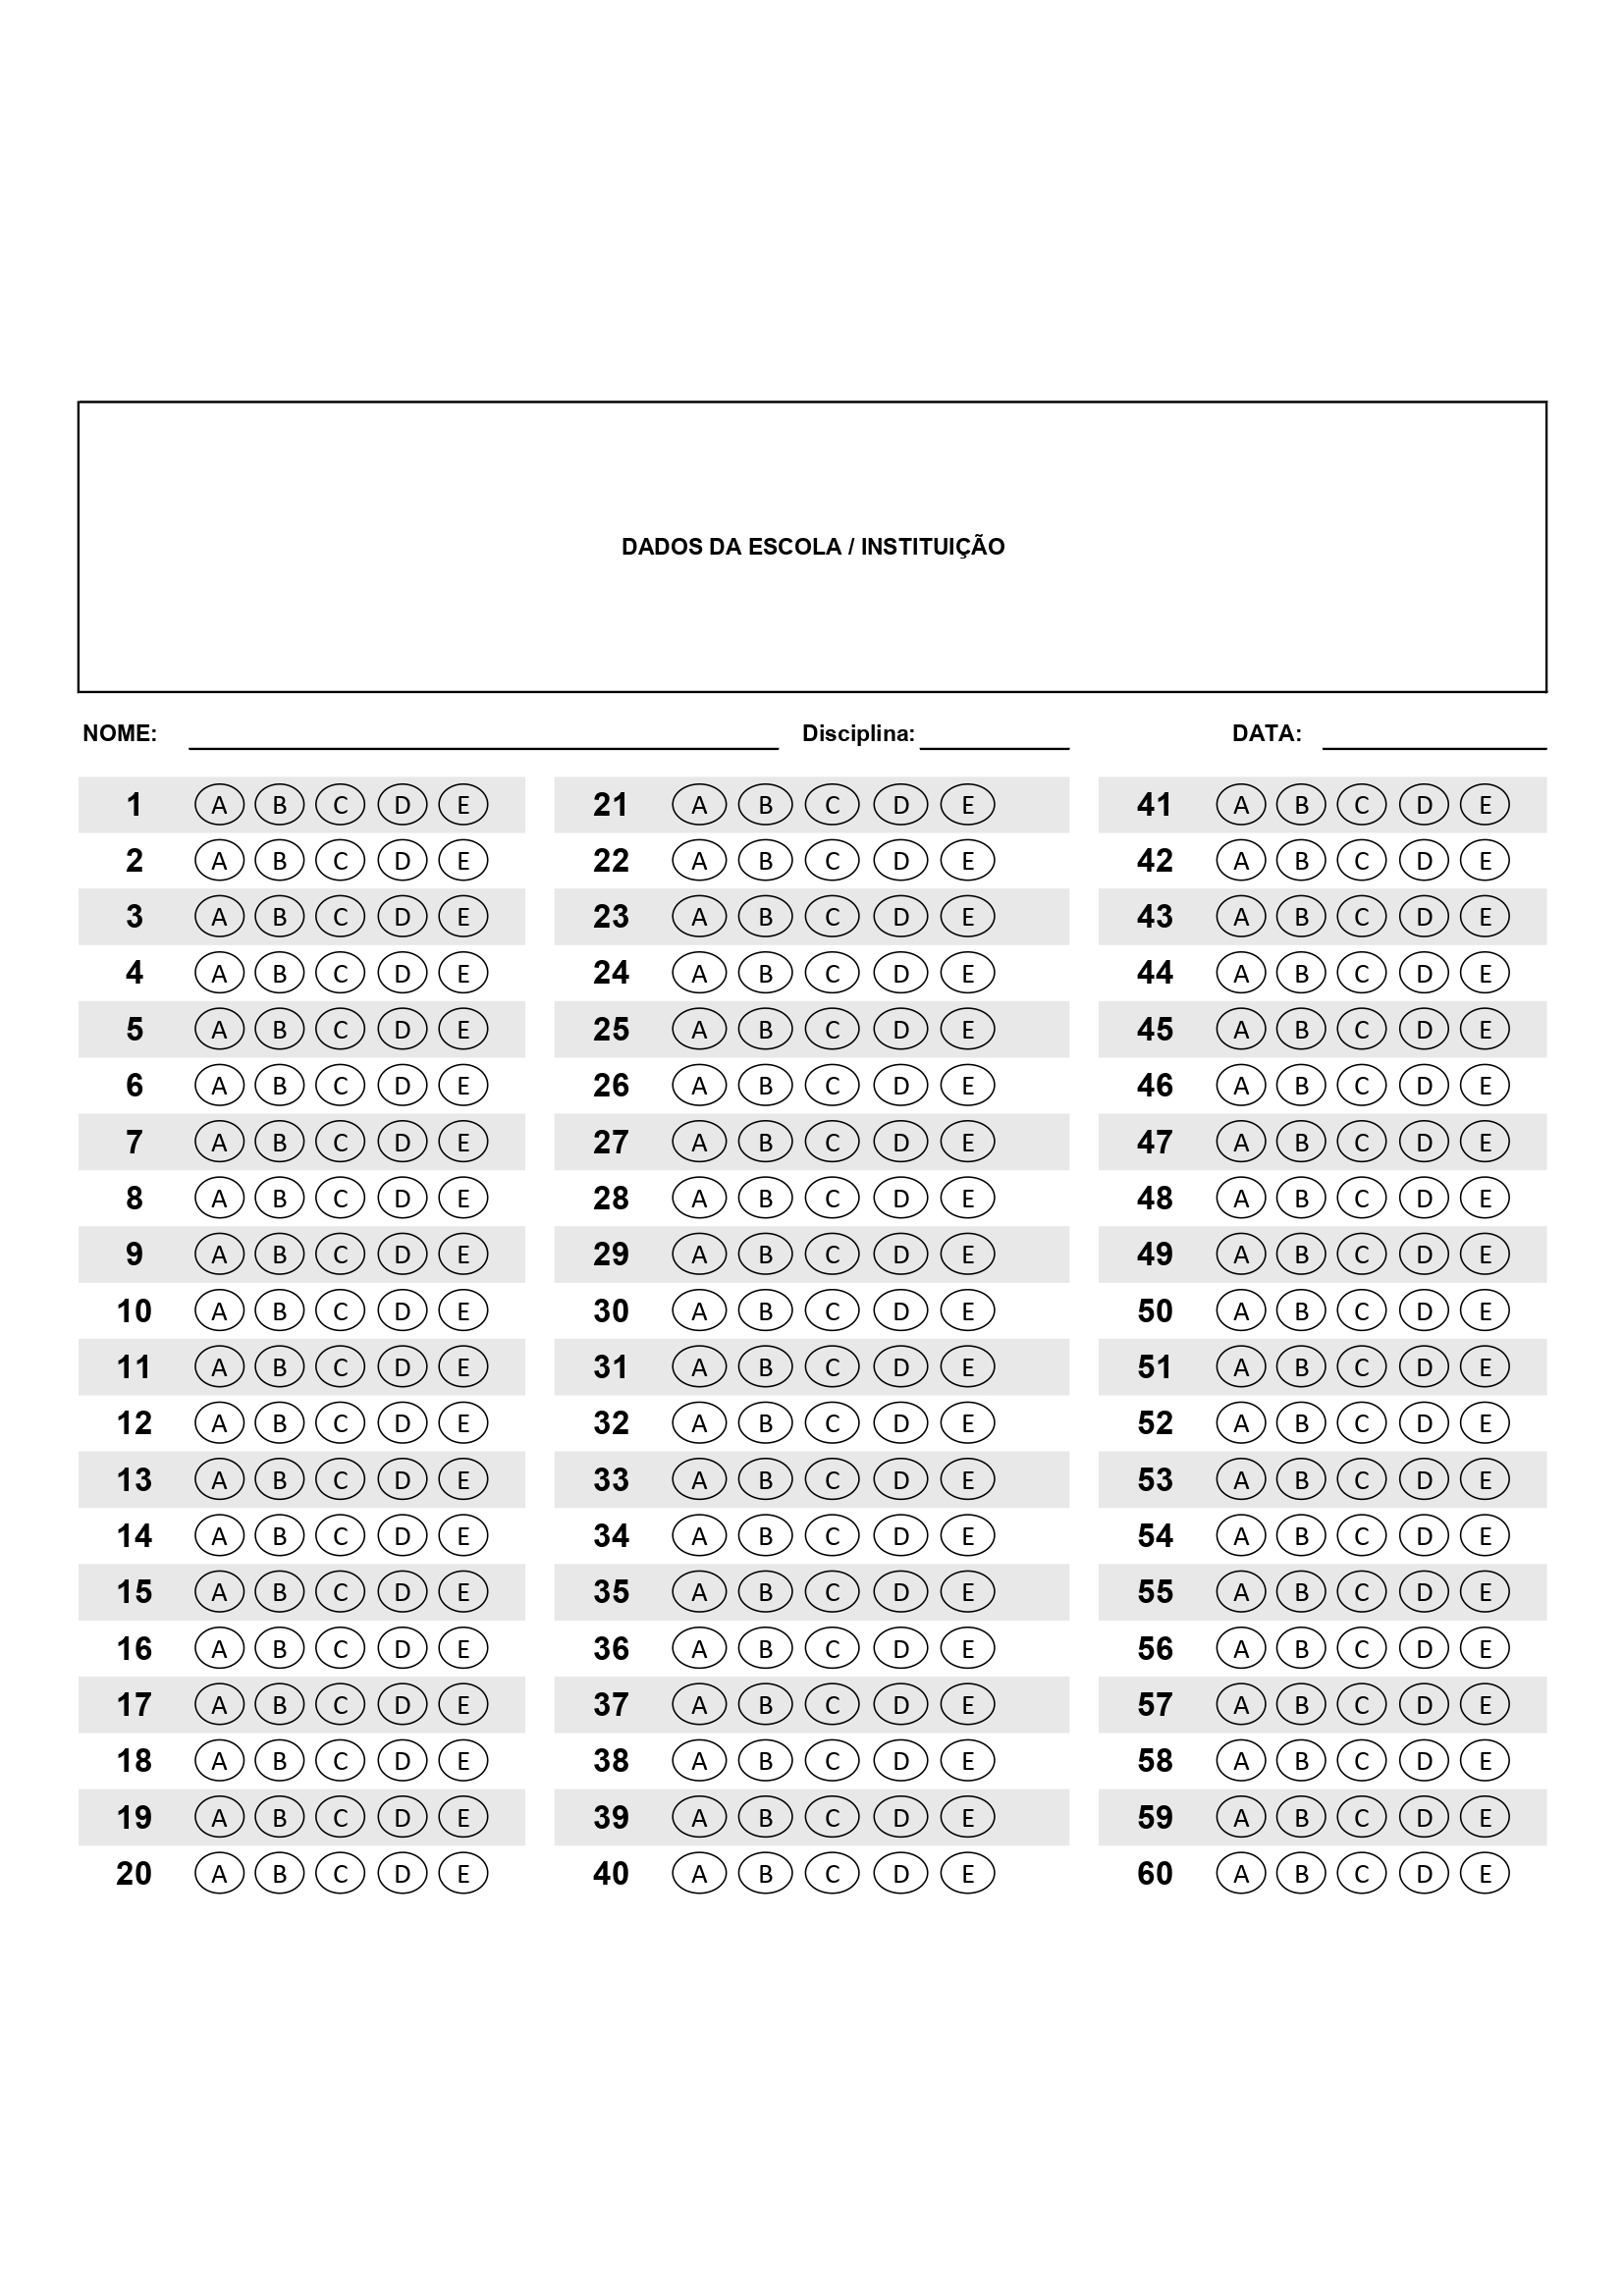 DADOS DA ESCOLA / INSTITUIÇÃO
NOME: Disciplina: DATA:
1 A B C D E 21 A B C D E 41 A B C D E
2 A B C D E 22 A B C D E 42 A B C D E
3 A B C D E 23 A B C D E 43 A B C D E
4 A B C D E 24 A B C D E 44 A B C D E
5 A B C D E 25 A B C D E 45 A B C D E
6 A B C D E 26 A B C D E 46 A B C D E
7 A B C D E 27 A B C D E 47 A B C D E
8 A B C D E 28 A B C D E 48 A B C D E
9 A B C D E 29 A B C D E 49 A B C D E
10 A B C D E 30 A B C D E 50 A B C D E
11 A B C D E 31 A B C D E 51 A B C D E
12 A B C D E 32 A B C D E 52 A B C D E
13 A B C D E 33 A B C D E 53 A B C D E
14 A B C D E 34 A B C D E 54 A B C D E
15 A B C D E 35 A B C D E 55 A B C D E
16 A B C D E 36 A B C D E 56 A B C D E
17 A B C D E 37 A B C D E 57 A B C D E
18 A B C D E 38 A B C D E 58 A B C D E
19 A B C D E 39 A B C D E 59 A B C D E
20 A B C D E 40 A B C D E 60 A B C D E